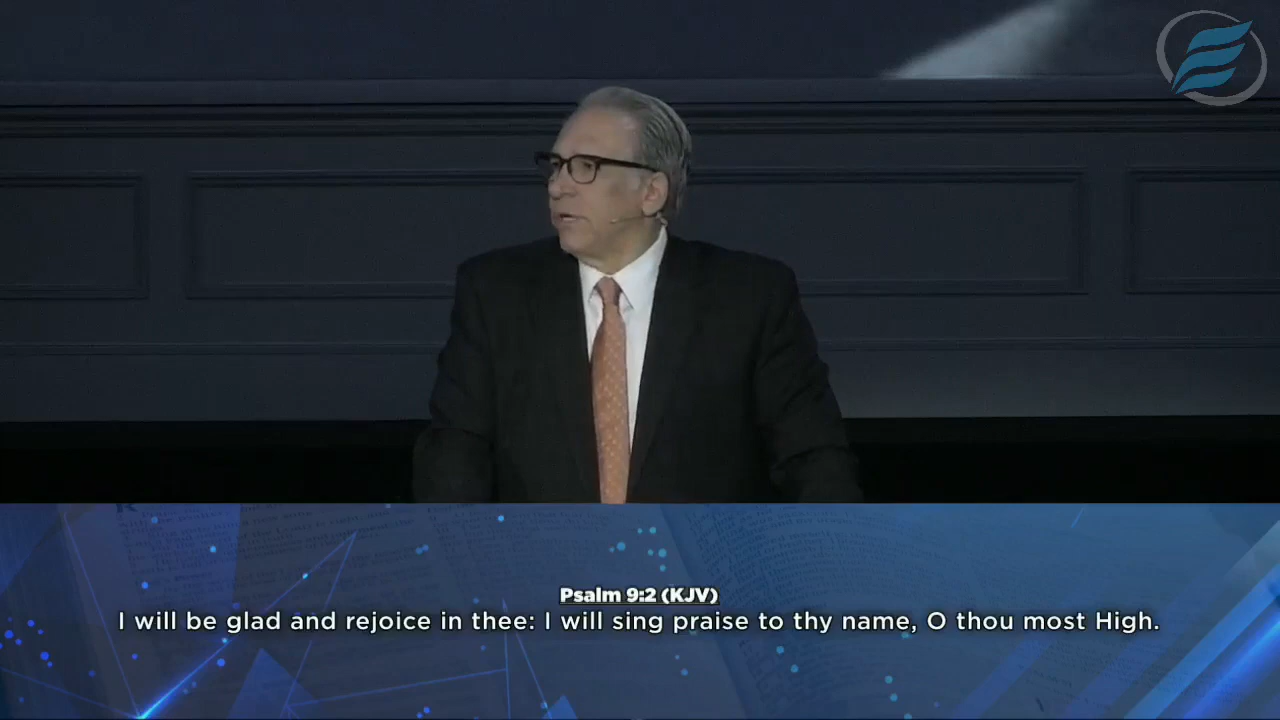 Psalm 9:2 (KJV)
I will be glad and rejoice in thee: I will sing praise to thy name, O thou most High.